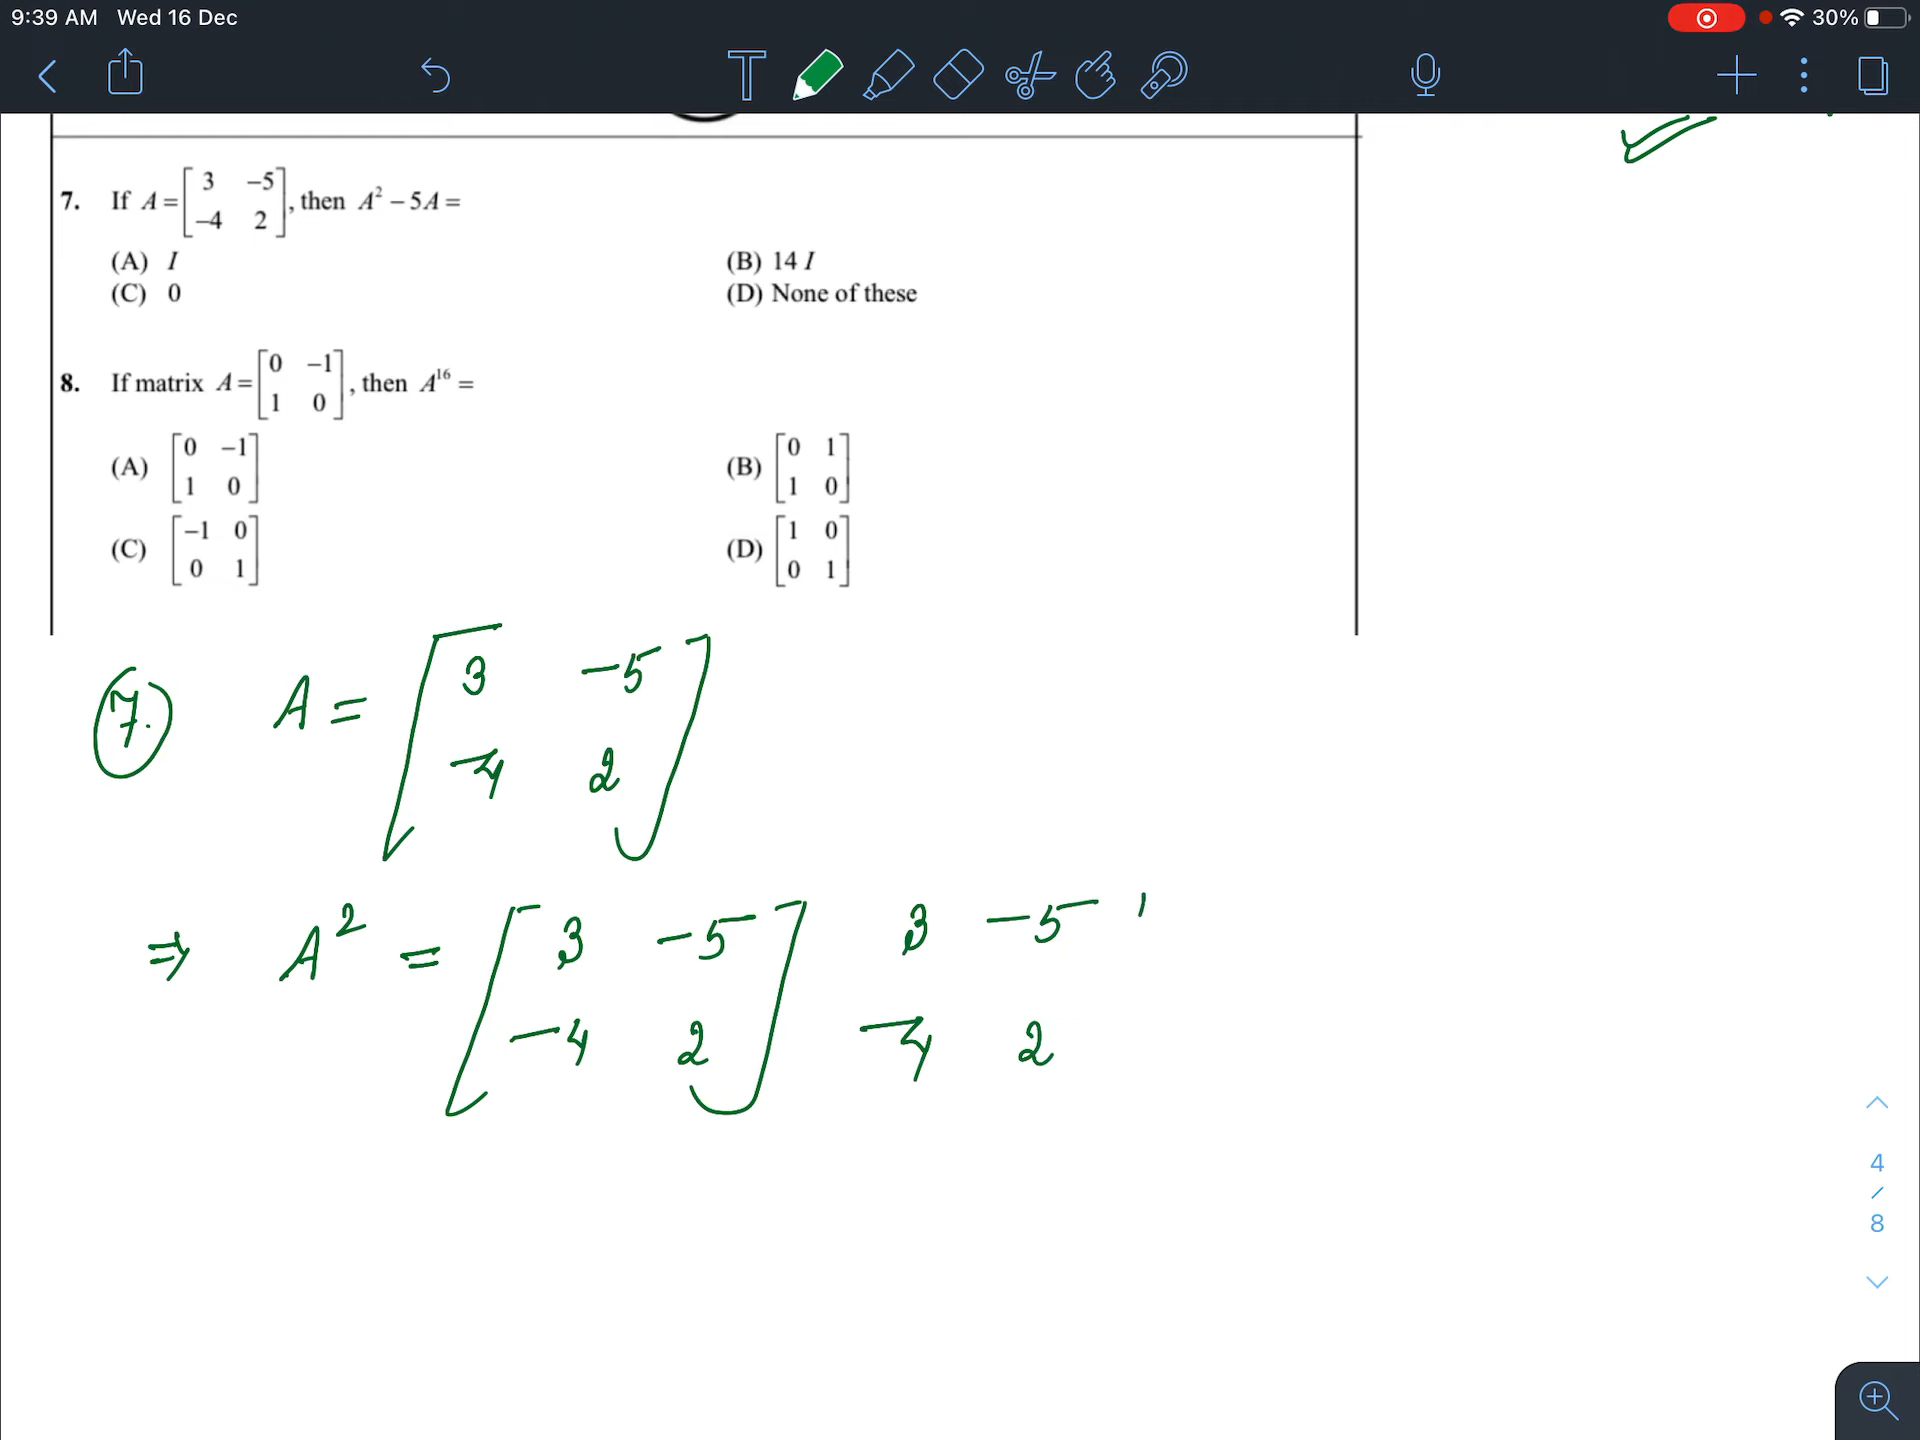 9:39 AM Wed 16 Dec 30%
7. If A = [3 −5; −4 2], then A² − 5A =
(A) I (B) 14 I
(C) 0 (D) None of these
8. If matrix A = [0 −1; 1 0], then A¹⁶ =
(A) [0 −1; 1 0] (B) [0 1; 1 0]
(C) [−1 0; 0 1] (D) [1 0; 0 1]
7. A = [3 −5; −4 2]
⇒ A² = [3 −5; −4 2] 3 −5 −4 2
4 / 8